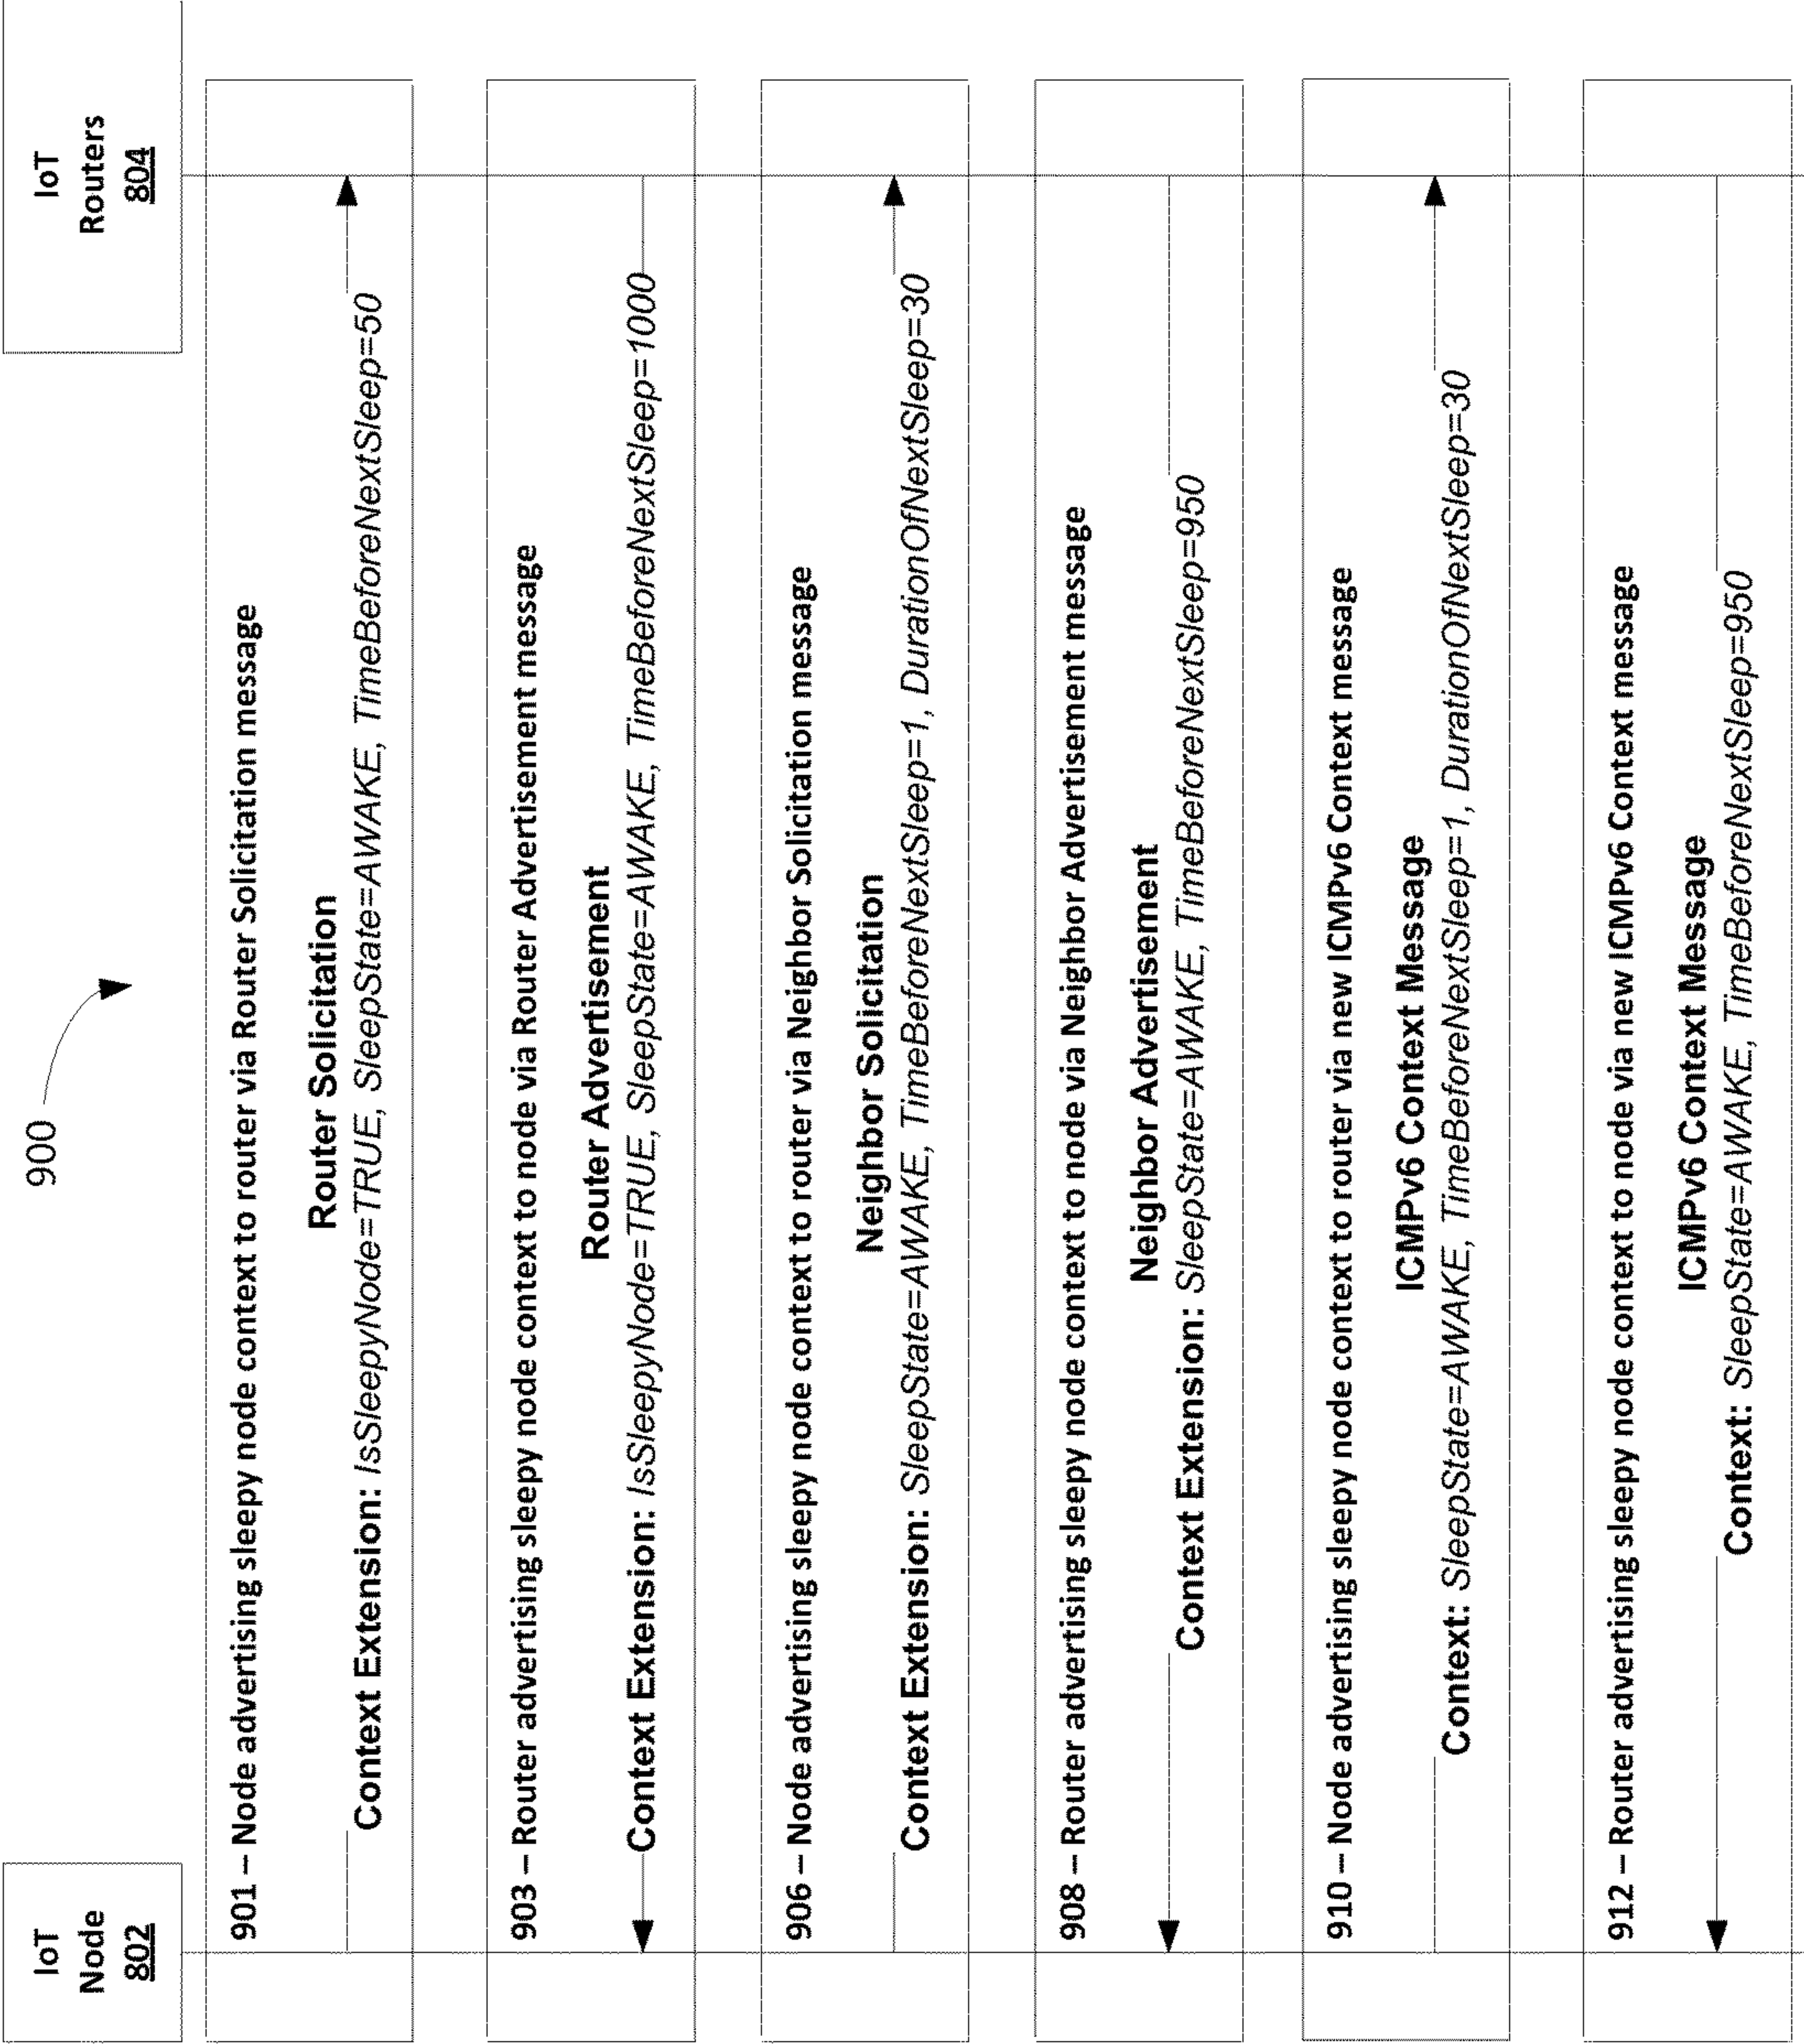 900
IoT
Node
802
IoT
Routers
804
901 – Node advertising sleepy node context to router via Router Solicitation message
Router Solicitation
Context Extension: IsSleepyNode=TRUE, SleepState=AWAKE, TimeBeforeNextSleep=50
903 – Router advertising sleepy node context to node via Router Advertisement message
Router Advertisement
Context Extension: IsSleepyNode=TRUE, SleepState=AWAKE, TimeBeforeNextSleep=1000
906 – Node advertising sleepy node context to router via Neighbor Solicitation message
Neighbor Solicitation
Context Extension: SleepState=AWAKE, TimeBeforeNextSleep=1, DurationOfNextSleep=30
908 – Router advertising sleepy node context to node via Neighbor Advertisement message
Neighbor Advertisement
Context Extension: SleepState=AWAKE, TimeBeforeNextSleep=950
910 – Node advertising sleepy node context to router via new ICMPv6 Context message
ICMPv6 Context Message
Context: SleepState=AWAKE, TimeBeforeNextSleep=1, DurationOfNextSleep=30
912 – Router advertising sleepy node context to node via new ICMPv6 Context message
ICMPv6 Context Message
Context: SleepState=AWAKE, TimeBeforeNextSleep=950